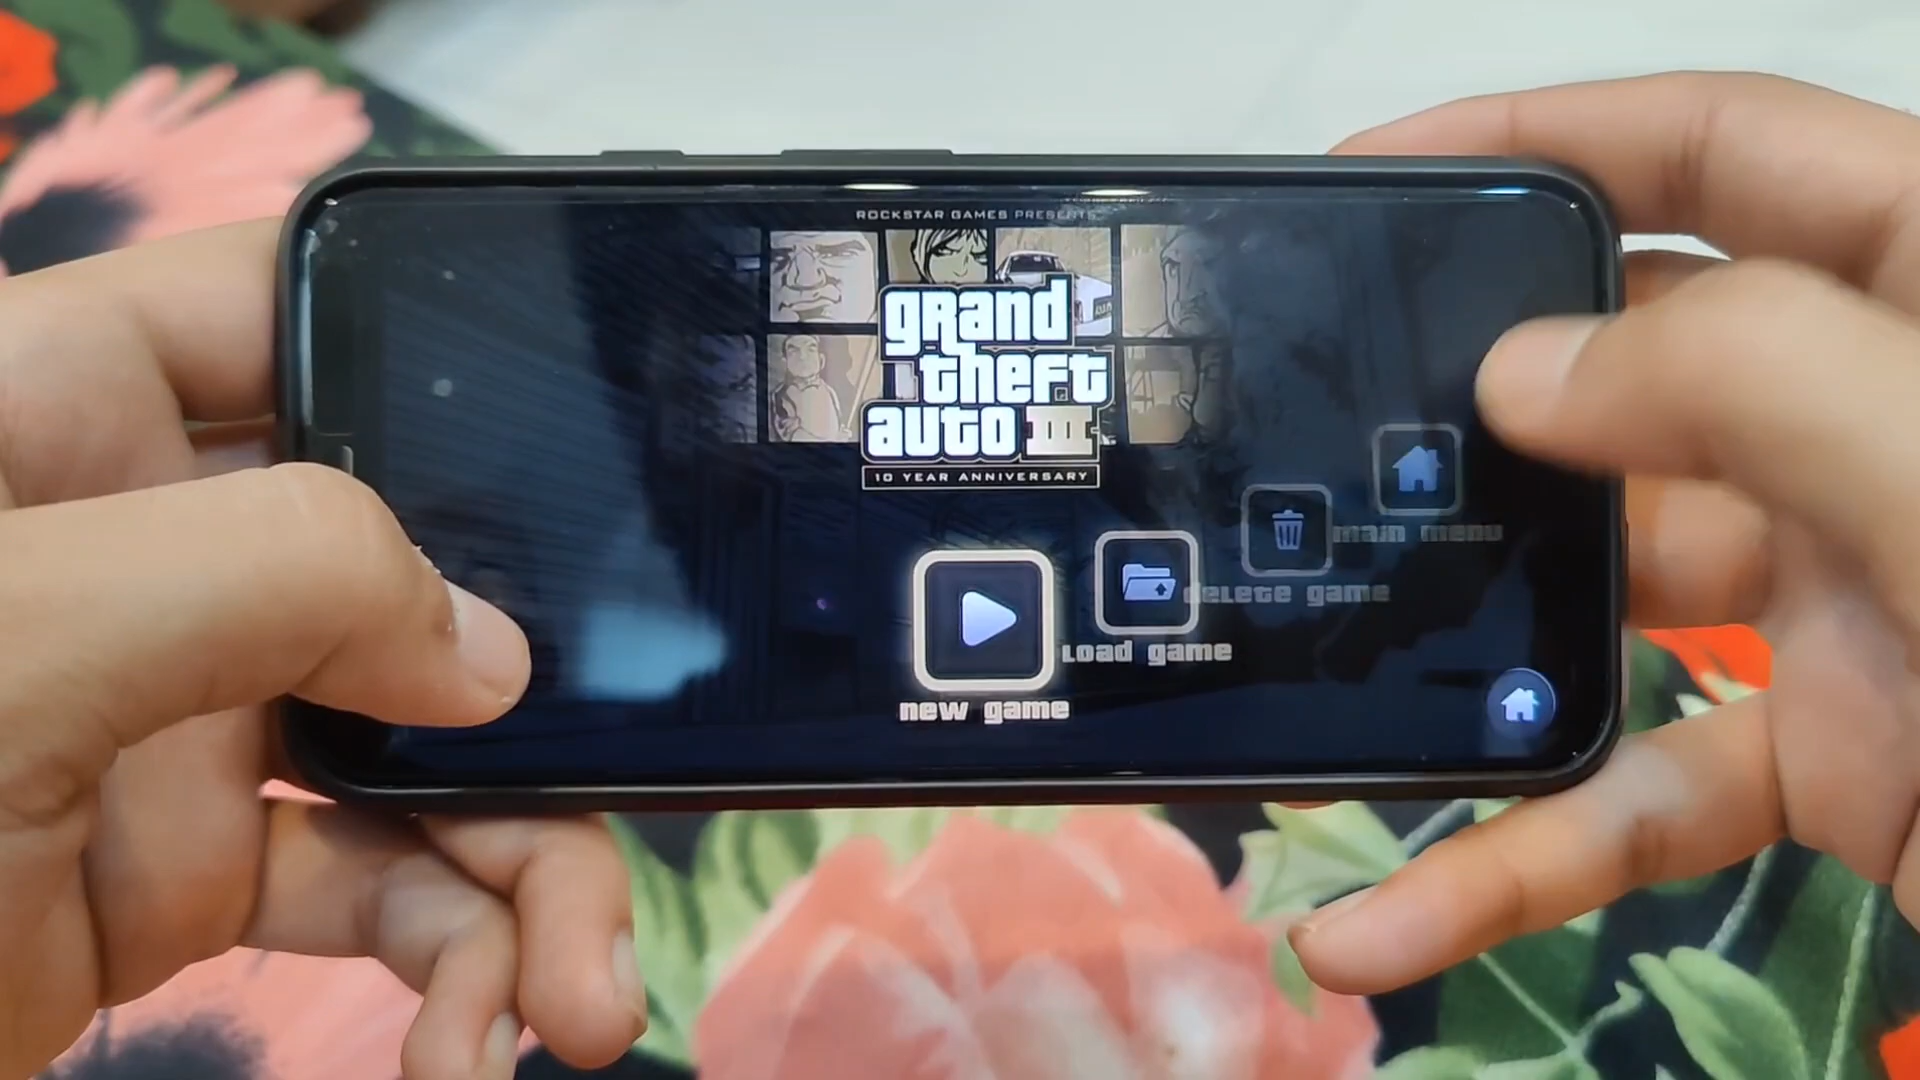 ROCKSTAR GAMES PRESENTS
grand
theft
auto III
10 YEAR ANNIVERSARY
main menu
delete game
Load game
new game